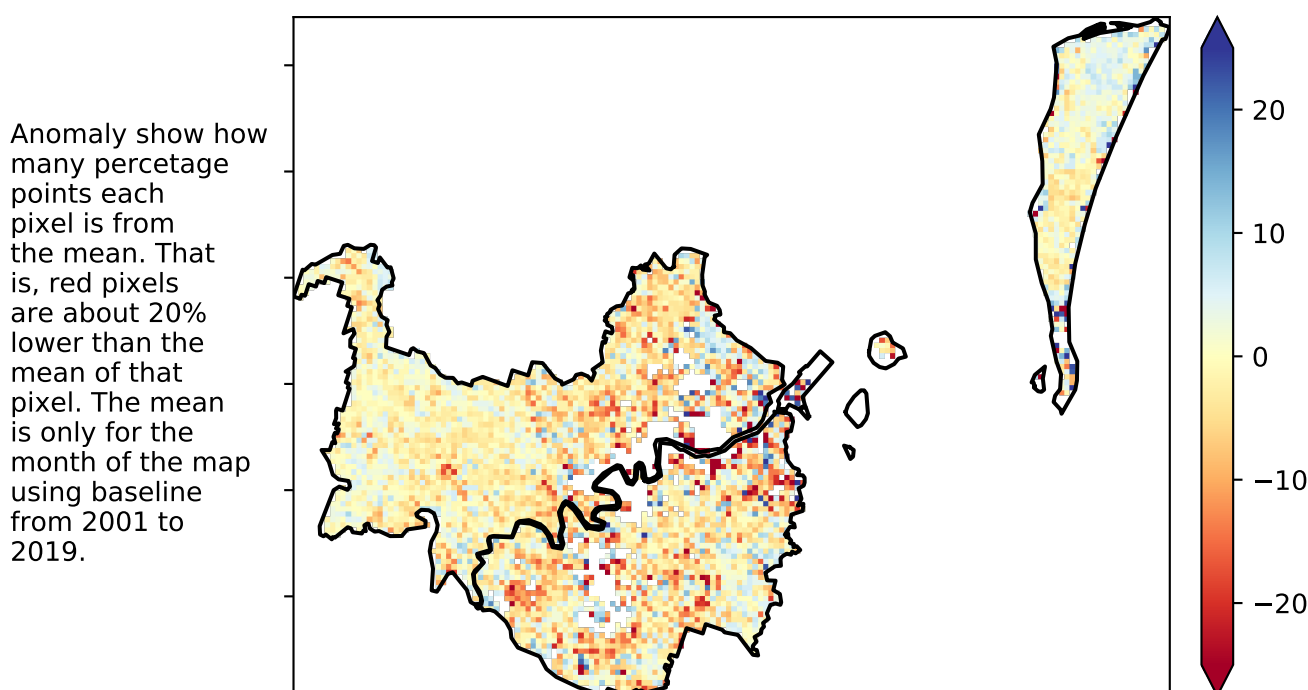 Anomaly show how
many percetage
points each
pixel is from
the mean. That
is, red pixels
are about 20%
lower than the
mean of that
pixel. The mean
is only for the
month of the map
using baseline
from 2001 to
2019.
20
10
0
−10
−20